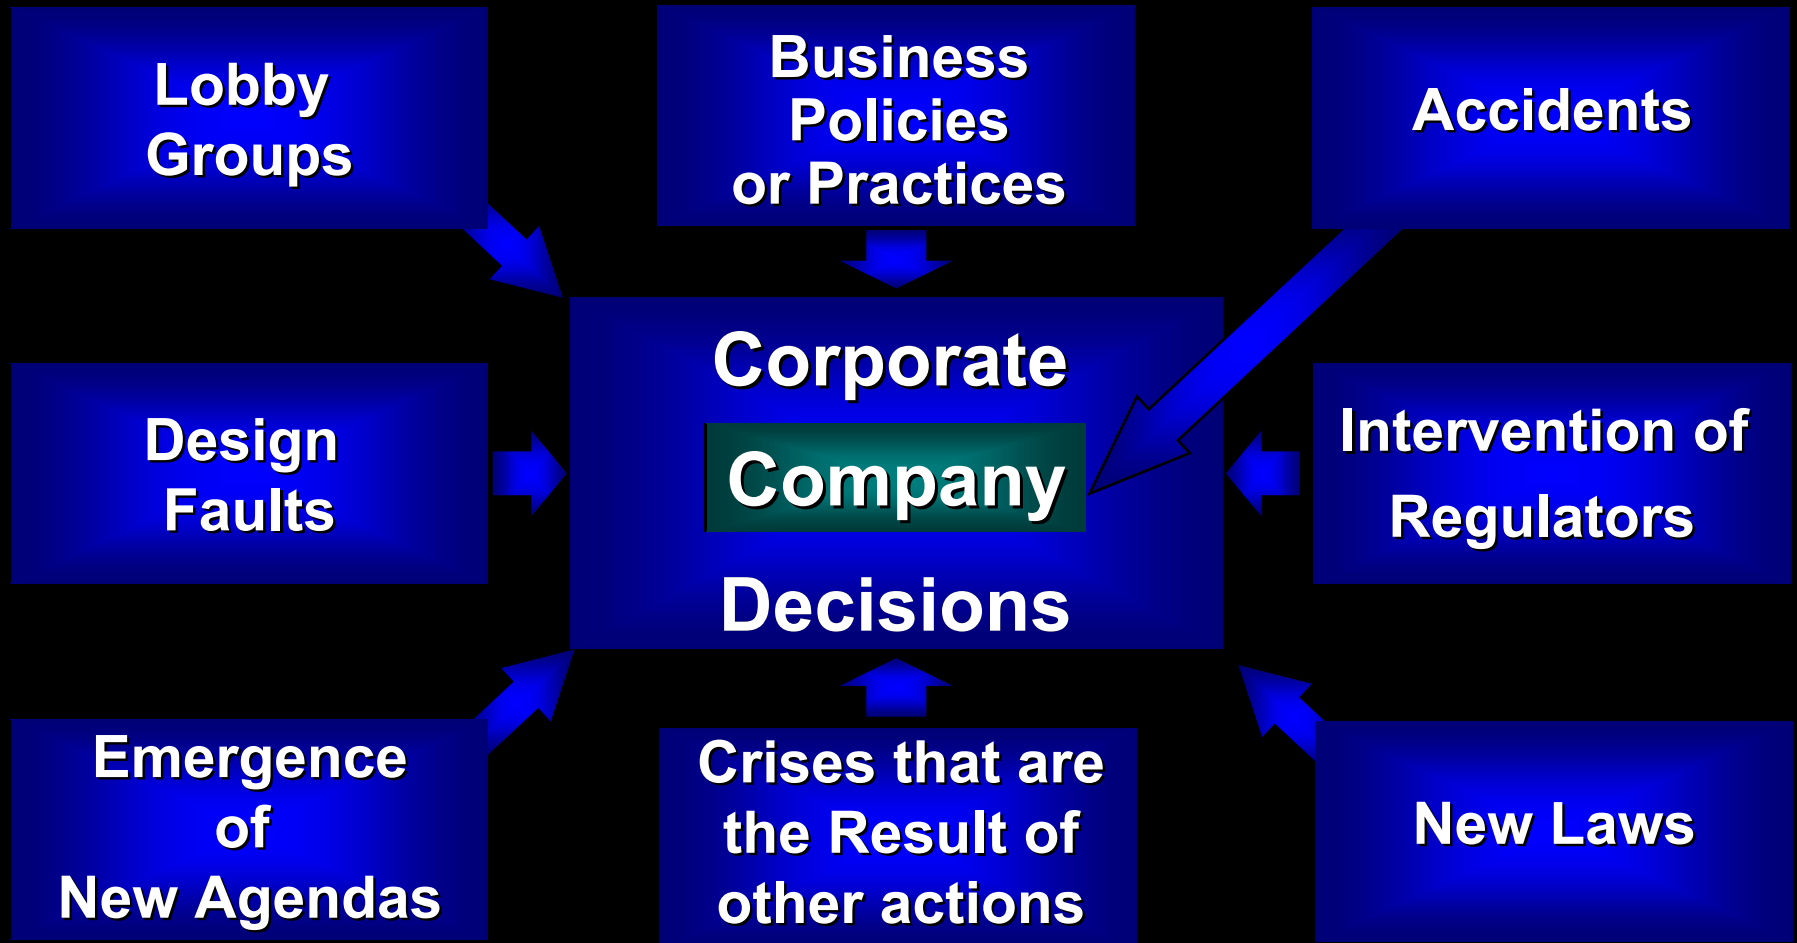 Lobby
Groups
Business
Policies
or Practices
Accidents
Corporate
Company
Decisions
Design
Faults
Intervention of
Regulators
Emergence
of
New Agendas
Crises that are
the Result of
other actions
New Laws